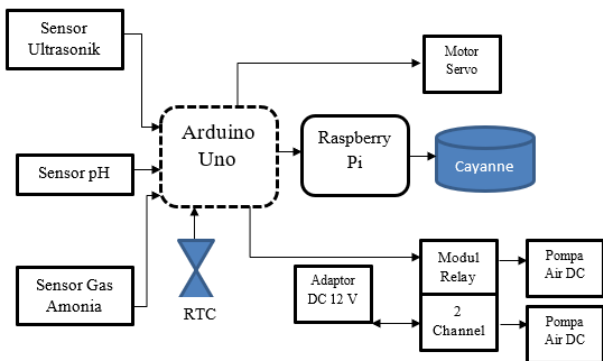 Sensor
Ultrasonik
Motor
Servo
Arduino
Uno
Raspberry
Pi
Cayanne
Sensor pH
Sensor Gas
Amonia
RTC
Adaptor
DC 12 V
Modul
Relay
2
Channel
Pompa
Air DC
Pompa
Air DC